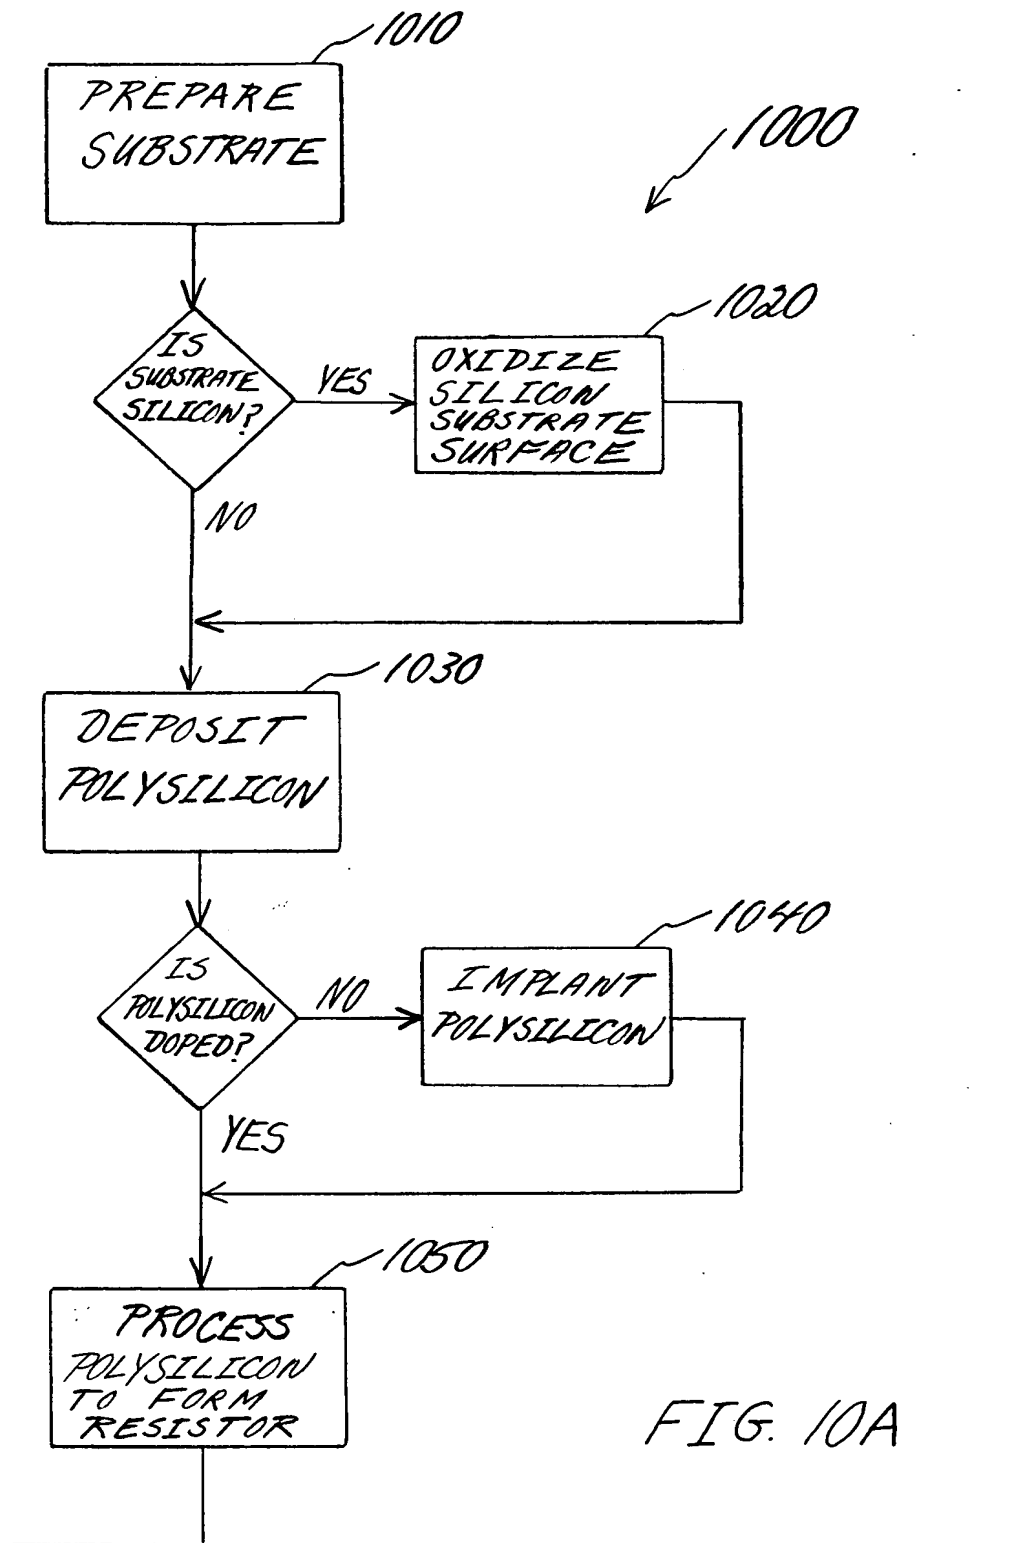 1010
PREPARE
SUBSTRATE
1000
IS
SUBSTRATE
SILICON?
YES
1020
OXIDIZE
SILICON
SUBSTRATE
SURFACE
NO
1030
DEPOSIT
POLYSILICON
IS
POLYSILICON
DOPED?
NO
1040
IMPLANT
POLYSILICON
YES
1050
PROCESS
POLYSILICON
TO FORM
RESISTOR
FIG. 10A